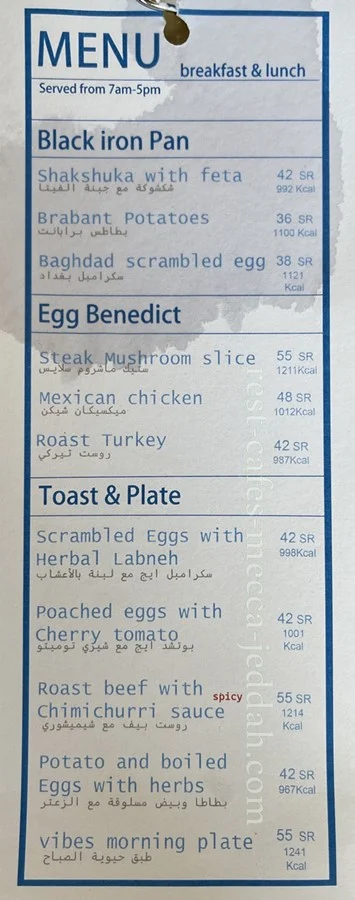 MENU
breakfast & lunch
Served from 7am-5pm
Black iron Pan
Shakshuka with feta 42 SR
شكشوكة مع جبنة الفيتا 992 Kcal
Brabant Potatoes 36 SR
بطاطس برابانت 1100 Kcal
Baghdad scrambled egg 38 SR
سكرامبل بغداد 1121
Kcal
Egg Benedict
Steak Mushroom slice 55 SR
ستيك ماشروم سلايس 1211Kcal
Mexican chicken 48 SR
ميكسيكان شيكن 1012Kcal
Roast Turkey 42 SR
روست تيركي 987Kcal
Toast & Plate
Scrambled Eggs with 42 SR
Herbal Labneh 998Kcal
سكرامبل ايج مع لبنة بالأعشاب
Poached eggs with 42 SR
Cherry tomato 1001
بوتشد ايج مع شيري توميتو Kcal
Roast beef with spicy 55 SR
Chimichurri sauce 1214
روست بيف مع شيميشوري Kcal
Potato and boiled 42 SR
Eggs with herbs 967Kcal
بطاطا وبيض مسلوقة مع الزعتر
vibes morning plate 55 SR
طبق حيوية الصباح 1241
Kcal
rest-cafes-mecca-jeddah.com